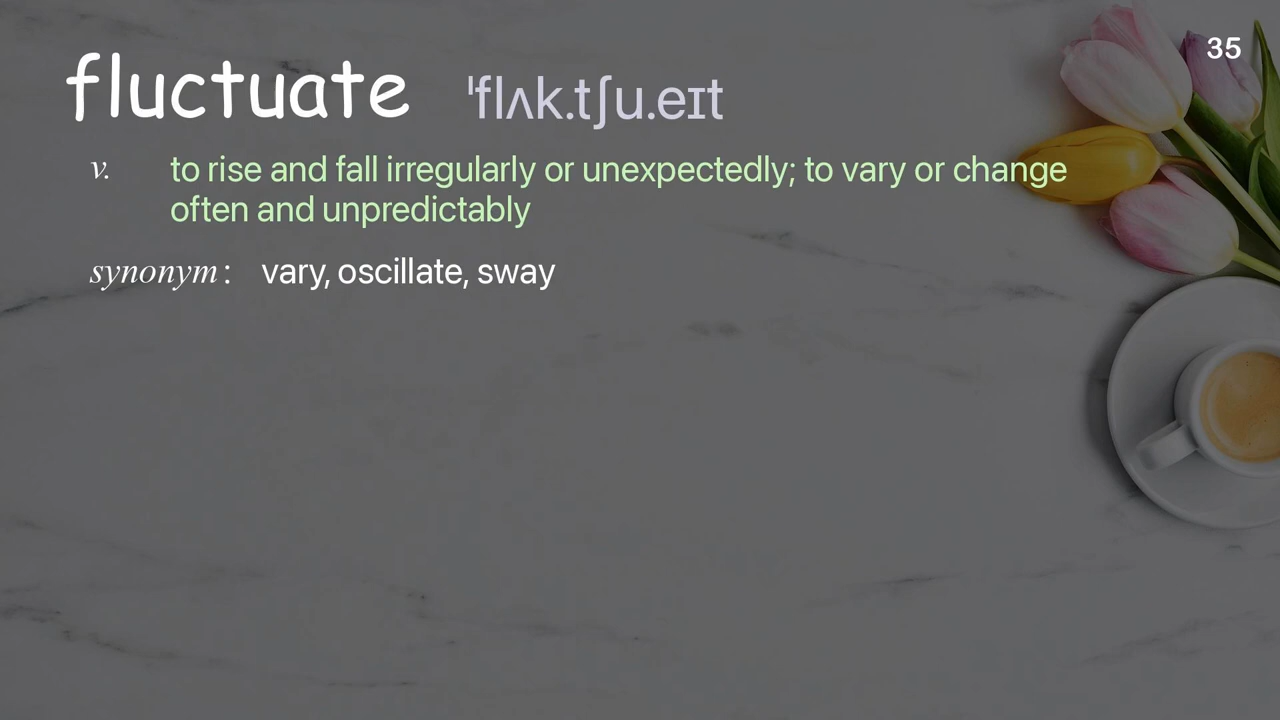 35
fluctuate ˈflʌk.tʃu.eɪt
v. to rise and fall irregularly or unexpectedly; to vary or change
often and unpredictably
synonym: vary, oscillate, sway